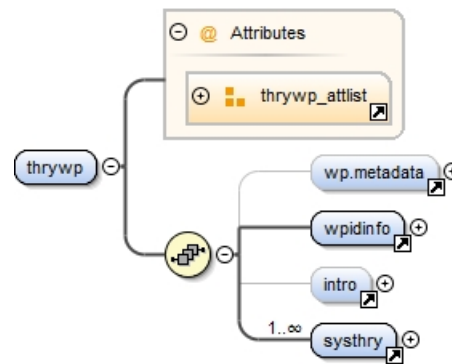 @ Attributes
thrywp_attlist
thrywp
wp.metadata
wpidinfo
intro
1..∞
systhry